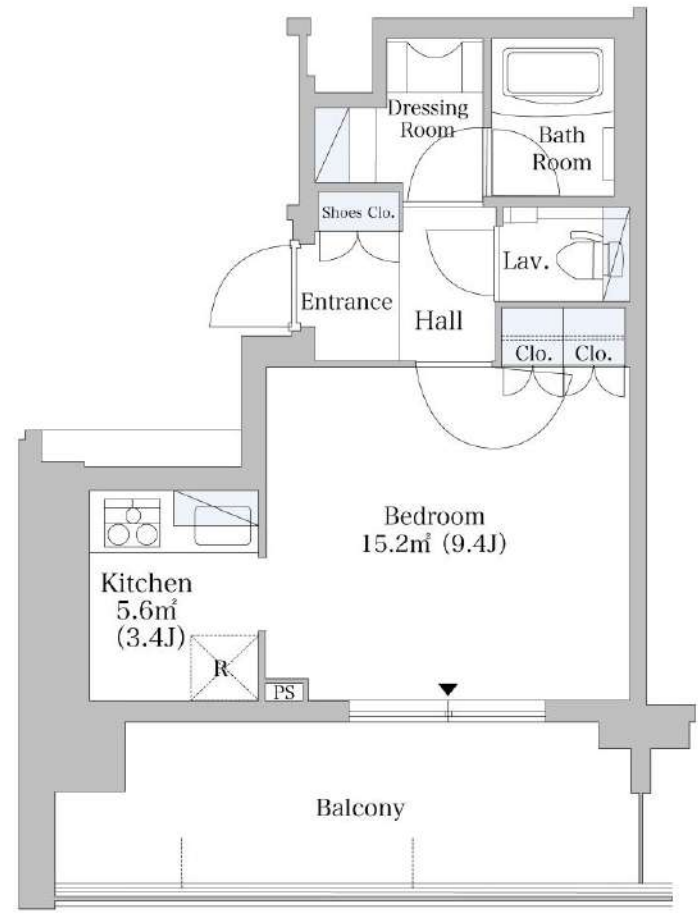 Dressing
Room
Bath
Room
Shoes Clo.
Lav.
Entrance
Hall
Clo.
Clo.
Bedroom
15.2㎡ (9.4J)
Kitchen
5.6㎡
(3.4J)
R
PS
Balcony